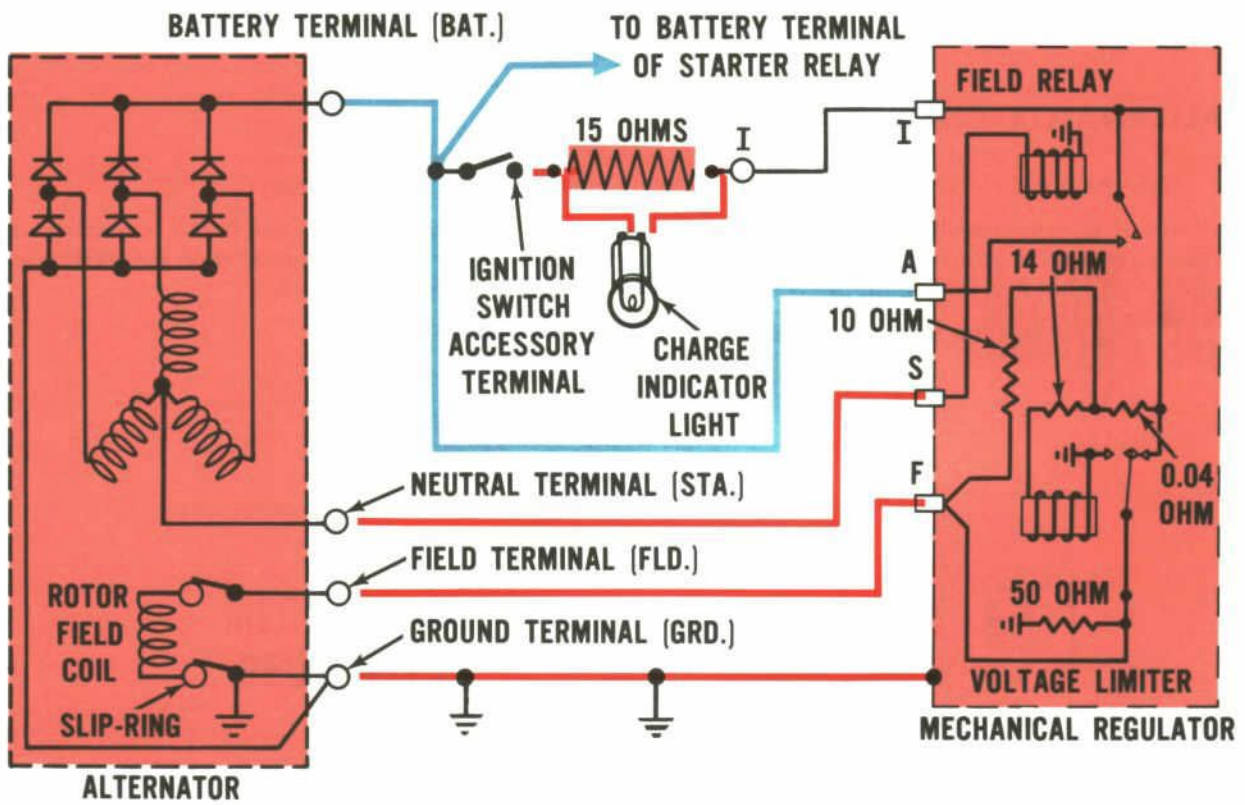 BATTERY TERMINAL (BAT.)
TO BATTERY TERMINAL
OF STARTER RELAY
FIELD RELAY
15 OHMS
I
I
IGNITION
SWITCH
ACCESSORY
TERMINAL
CHARGE
INDICATOR
LIGHT
A
14 OHM
10 OHM
S
F
0.04
OHM
NEUTRAL TERMINAL (STA.)
FIELD TERMINAL (FLD.)
ROTOR
FIELD
COIL
50 OHM
GROUND TERMINAL (GRD.)
SLIP-RING
VOLTAGE LIMITER
MECHANICAL REGULATOR
ALTERNATOR